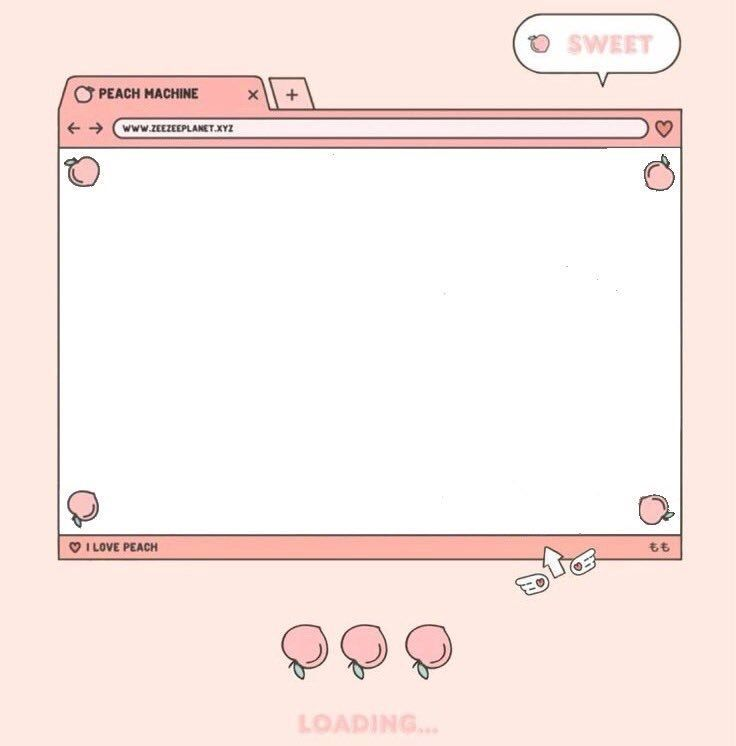 SWEET
PEACH MACHINE
WWW.ZEEZEEPLANET.XYZ
I LOVE PEACH
もも
LOADING...